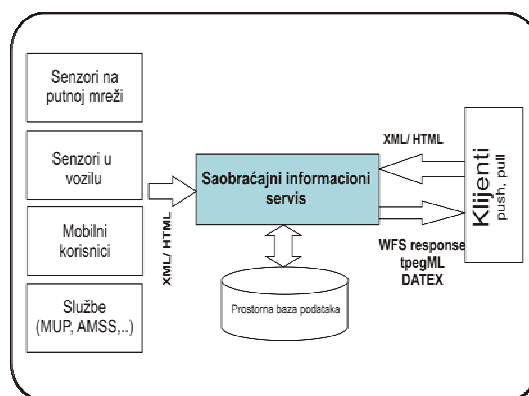 Senzori na
putnoj mreži
Senzori u
vozilu
Mobilni
korisnici
Službe
(MUP, AMSS,..)
XML/ HTML
Saobraćajni informacioni
servis
Prostorna baza podataka
XML/ HTML
WFS response
tpegML
DATEX
Klijenti
push, pull